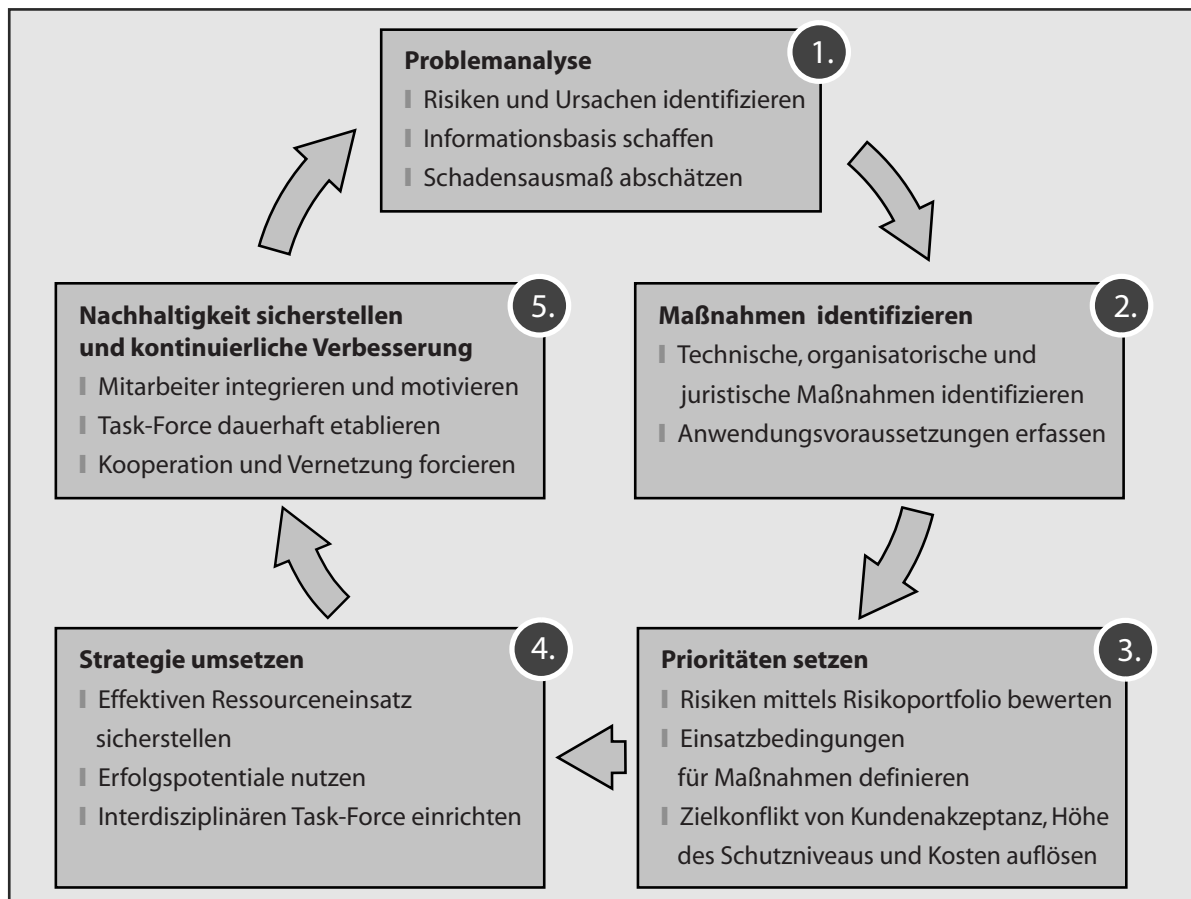 1.
Problemanalyse
Risiken und Ursachen identifizieren
Informationsbasis schaffen
Schadensausmaß abschätzen
2.
Maßnahmen identifizieren
Technische, organisatorische und
juristische Maßnahmen identifizieren
Anwendungsvoraussetzungen erfassen
3.
Prioritäten setzen
Risiken mittels Risikoportfolio bewerten
Einsatzbedingungen
für Maßnahmen definieren
Zielkonflikt von Kundenakzeptanz, Höhe
des Schutzniveaus und Kosten auflösen
4.
Strategie umsetzen
Effektiven Ressourceneinsatz
sicherstellen
Erfolgspotentiale nutzen
Interdisziplinären Task-Force einrichten
5.
Nachhaltigkeit sicherstellen
und kontinuierliche Verbesserung
Mitarbeiter integrieren und motivieren
Task-Force dauerhaft etablieren
Kooperation und Vernetzung forcieren